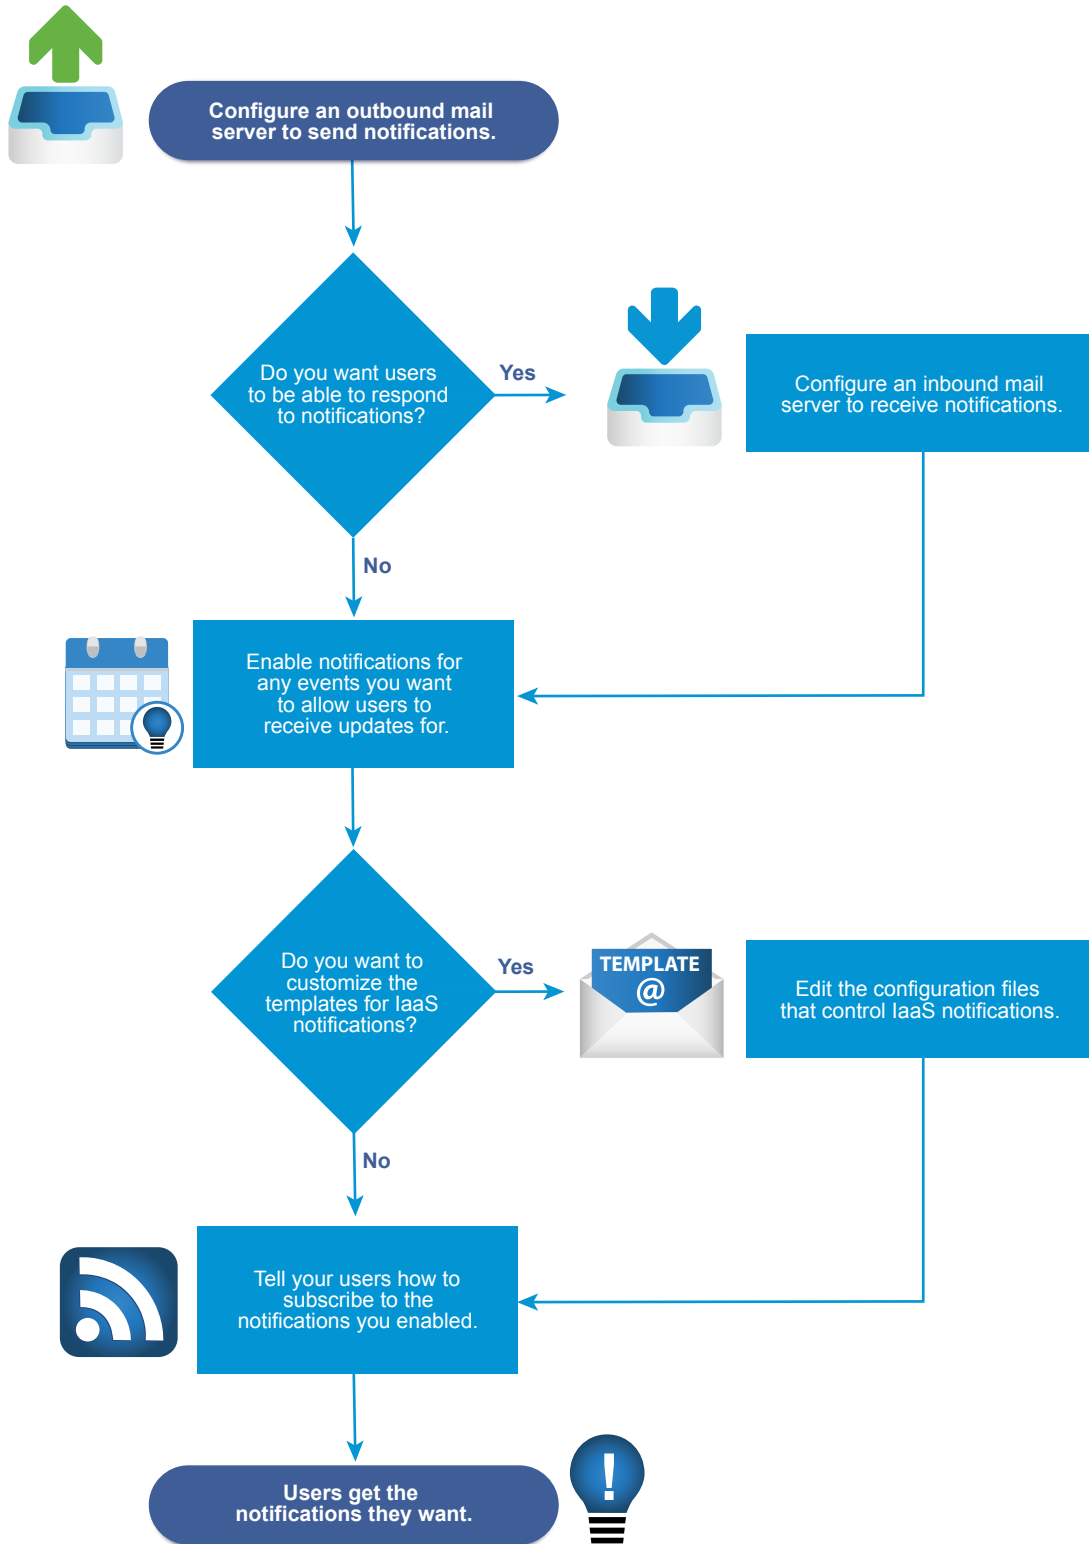 Configure an outbound mail
server to send notifications.
Do you want users
to be able to respond
to notifications?
Yes
Configure an inbound mail
server to receive notifications.
No
Enable notifications for
any events you want
to allow users to
receive updates for.
Do you want to
customize the
templates for IaaS
notifications?
Yes
TEMPLATE
@
Edit the configuration files
that control IaaS notifications.
No
Tell your users how to
subscribe to the
notifications you enabled.
Users get the
notifications they want.
!